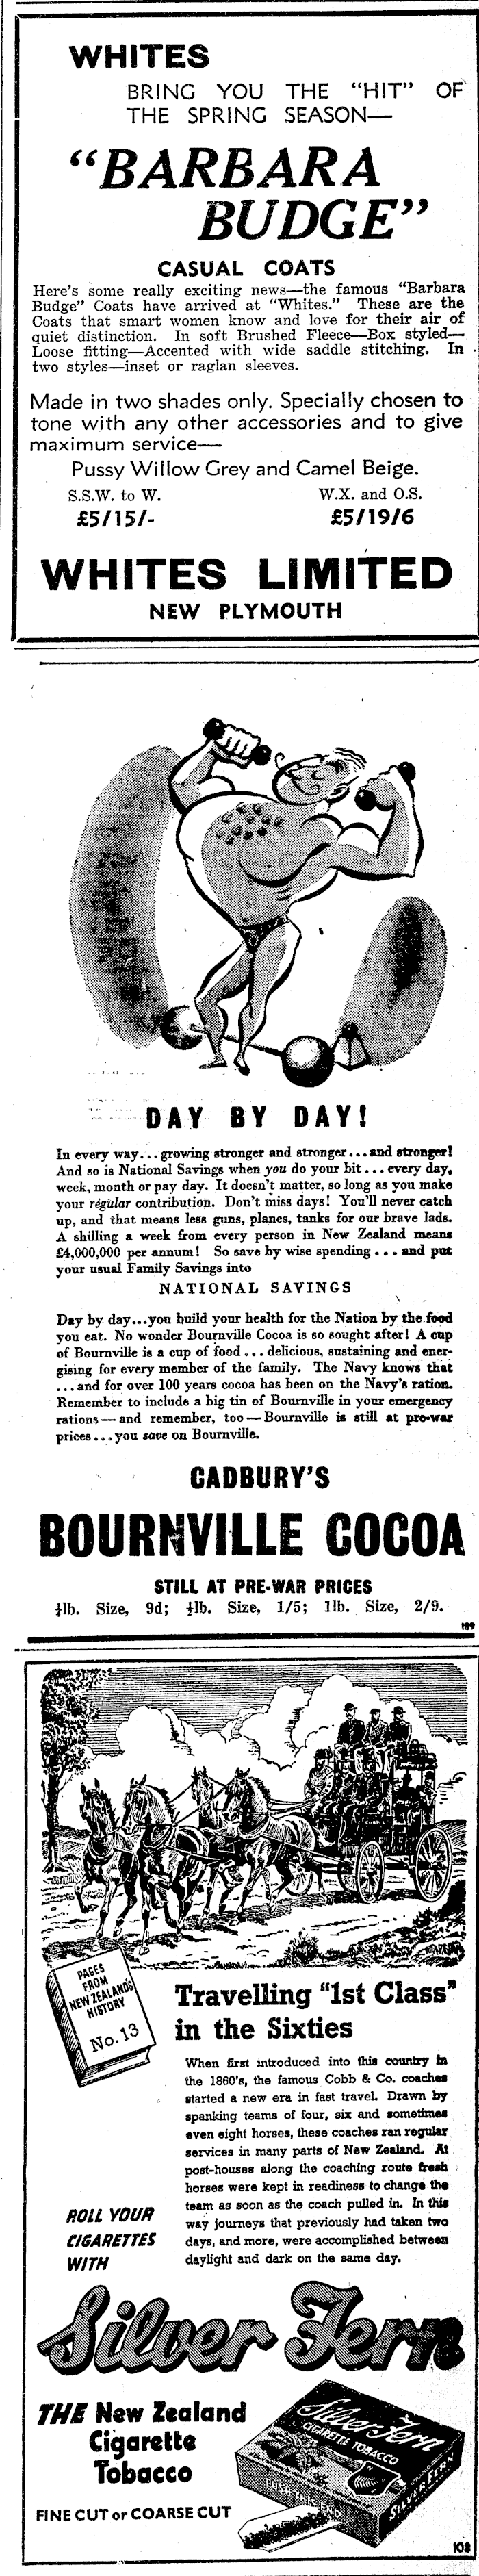 WHITES
BRING YOU THE "HIT" OF
THE SPRING SEASON—
"BARBARA
BUDGE"
CASUAL COATS
Here's some really exciting news—the famous "Barbara
Budge" Coats have arrived at "Whites." These are the
Coats that smart women know and love for their air of
quiet distinction. In soft Brushed Fleece—Box styled—
Loose fitting—Accented with wide saddle stitching. In
two styles—inset or raglan sleeves.
Made in two shades only. Specially chosen to
tone with any other accessories and to give
maximum service—
Pussy Willow Grey and Camel Beige.
S.S.W. to W. W.X. and O.S.
£5/15/- £5/19/6
WHITES LIMITED
NEW PLYMOUTH
DAY BY DAY!
In every way... growing stronger and stronger... and stronger!
And so is National Savings when you do your bit... every day,
week, month or pay day. It doesn't matter, so long as you make
your regular contribution. Don't miss days! You'll never catch
up, and that means less guns, planes, tanks for our brave lads.
A shilling a week from every person in New Zealand means
£4,000,000 per annum! So save by wise spending... and put
your usual Family Savings into
NATIONAL SAVINGS
Day by day...you build your health for the Nation by the food
you eat. No wonder Bournville Cocoa is so sought after! A cup
of Bournville is a cup of food... delicious, sustaining and ener-
gising for every member of the family. The Navy knows that
...and for over 100 years cocoa has been on the Navy's ration.
Remember to include a big tin of Bournville in your emergency
rations—and remember, too—Bournville is still at pre-war
prices...you save on Bournville.
CADBURY'S
BOURNVILLE COCOA
STILL AT PRE-WAR PRICES
¼lb. Size, 9d; ½lb. Size, 1/5; 1lb. Size, 2/9.
189
PAGES
FROM
NEW ZEALAND'S
HISTORY
No. 13
Travelling "1st Class"
in the Sixties
When first introduced into this country in
the 1860's, the famous Cobb & Co. coaches
started a new era in fast travel. Drawn by
spanking teams of four, six and sometimes
even eight horses, these coaches ran regular
services in many parts of New Zealand. At
post-houses along the coaching route fresh
horses were kept in readiness to change the
team as soon as the coach pulled in. In this
way journeys that previously had taken two
days, and more, were accomplished between
daylight and dark on the same day.
ROLL YOUR
CIGARETTES
WITH
Silver Fern
THE New Zealand
Cigarette
Tobacco
FINE CUT or COARSE CUT
Silver Fern
CIGARETTE TOBACCO
PUSH THIS END
SILVER FERN
108